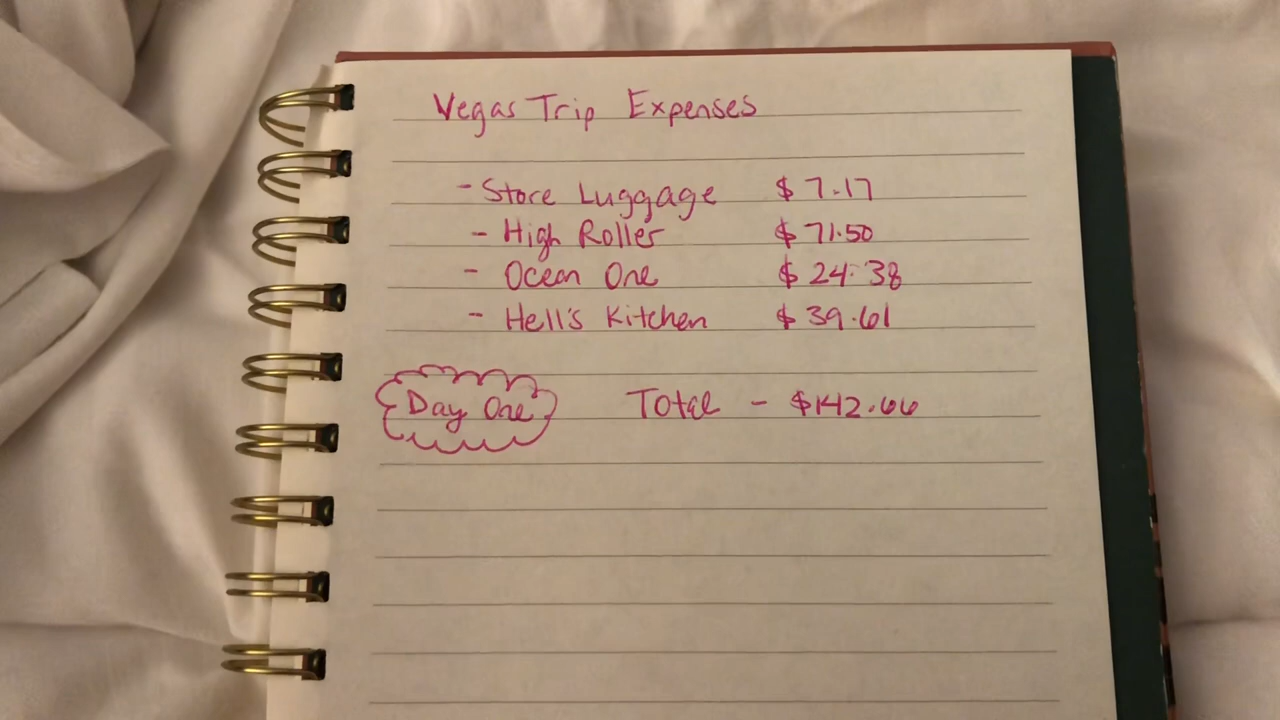 Vegas Trip Expenses
- Store Luggage $ 7.17
- High Roller $ 71.50
- Ocean One $ 24.38
- Hell's Kitchen $ 39.61
Day One Total - $142.66